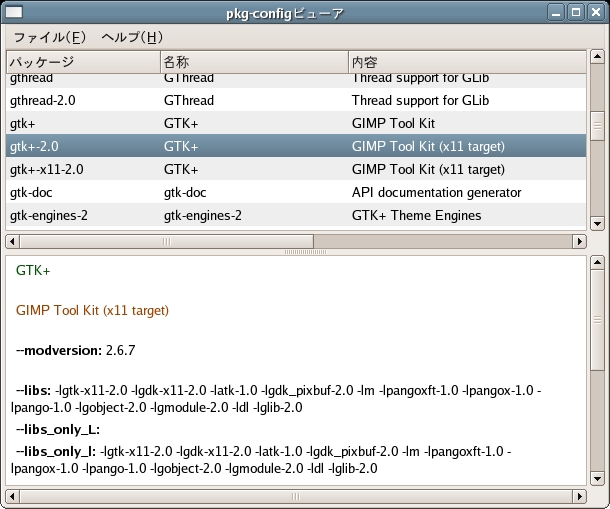 pkg-configビューア
ファイル(F) ヘルプ(H)
パッケージ 名称 内容
gthread GThread Thread support for GLib
gthread-2.0 GThread Thread support for GLib
gtk+ GTK+ GIMP Tool Kit
gtk+-2.0 GTK+ GIMP Tool Kit (x11 target)
gtk+-x11-2.0 GTK+ GIMP Tool Kit (x11 target)
gtk-doc gtk-doc API documentation generator
gtk-engines-2 gtk-engines-2 GTK+ Theme Engines
GTK+
GIMP Tool Kit (x11 target)
--modversion: 2.6.7
--libs: -lgtk-x11-2.0 -lgdk-x11-2.0 -latk-1.0 -lgdk_pixbuf-2.0 -lm -lpangoxft-1.0 -lpangox-1.0 -
lpango-1.0 -lgobject-2.0 -lgmodule-2.0 -ldl -lglib-2.0
--libs_only_L:
--libs_only_l: -lgtk-x11-2.0 -lgdk-x11-2.0 -latk-1.0 -lgdk_pixbuf-2.0 -lm -lpangoxft-1.0 -
lpangox-1.0 -lpango-1.0 -lgobject-2.0 -lgmodule-2.0 -ldl -lglib-2.0